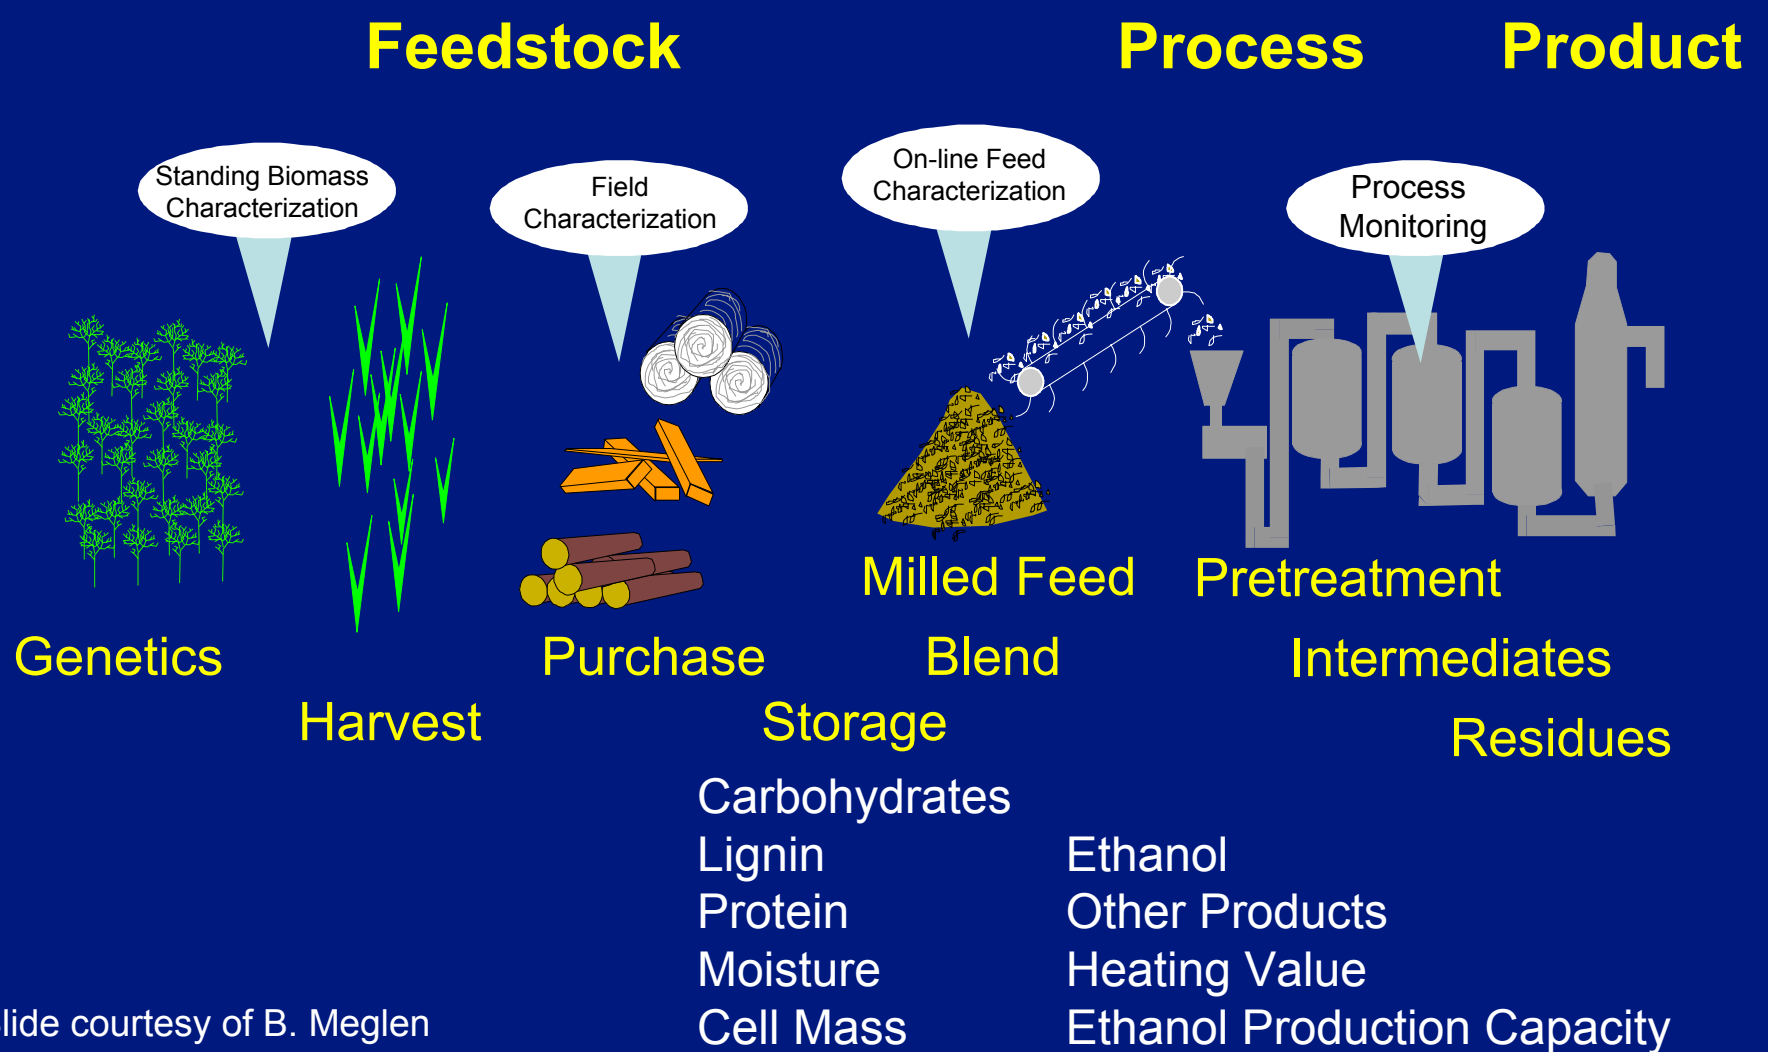 Feedstock Process Product
Standing Biomass
Characterization
Field
Characterization
On-line Feed
Characterization
Process
Monitoring
Milled Feed
Pretreatment
Genetics
Purchase
Blend
Intermediates
Harvest
Storage
Residues
Carbohydrates
Lignin
Protein
Moisture
Cell Mass
Ethanol
Other Products
Heating Value
Ethanol Production Capacity
lide courtesy of B. Meglen